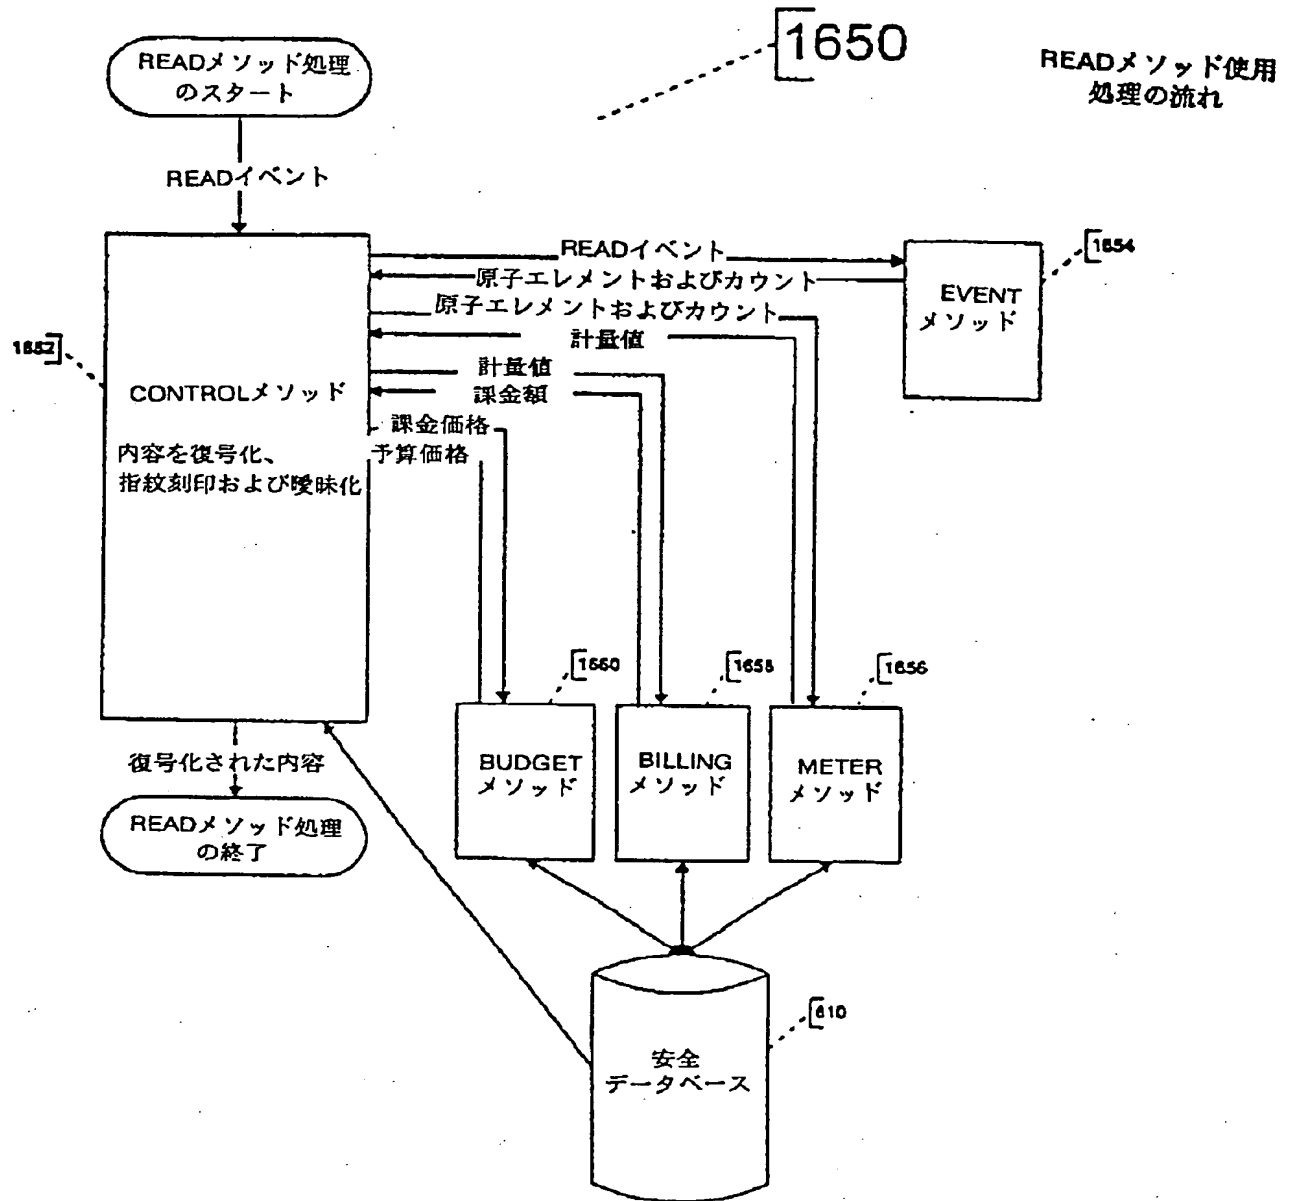 1650
READメソッド使用
処理の流れ
READメソッド処理
のスタート
READイベント
READイベント
原子エレメントおよびカウント
原子エレメントおよびカウント
計量値
計量値
課金額
課金価格
予算価格
EVENT
メソッド
1654
1652
CONTROLメソッド
内容を復号化、
指紋刻印および曖昧化
1660
1658
1656
BUDGET
メソッド
BILLING
メソッド
METER
メソッド
復号化された内容
READメソッド処理
の終了
610
安全
データベース